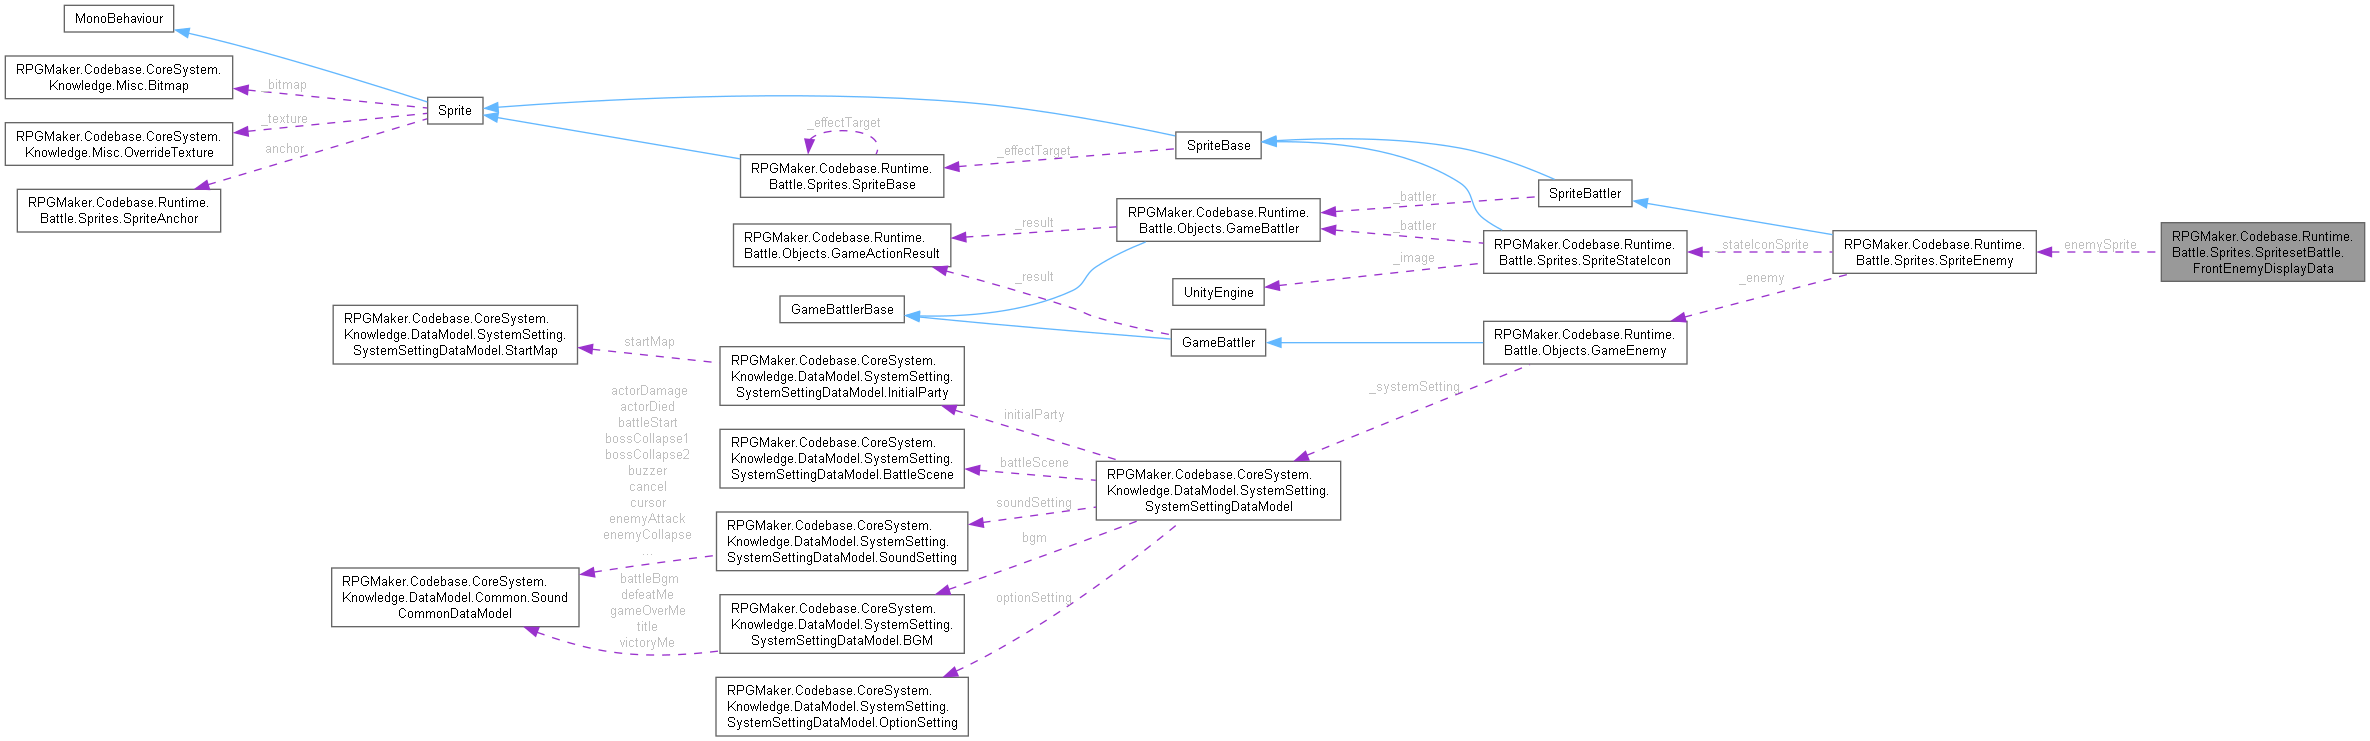 MonoBehaviour
RPGMaker.Codebase.CoreSystem.
Knowledge.Misc.Bitmap
RPGMaker.Codebase.CoreSystem.
Knowledge.Misc.OverrideTexture
RPGMaker.Codebase.Runtime.
Battle.Sprites.SpriteAnchor
bitmap
_texture
anchor
Sprite
_effectTarget
RPGMaker.Codebase.Runtime.
Battle.Sprites.SpriteBase
_effectTarget
SpriteBase
RPGMaker.Codebase.Runtime.
Battle.Objects.GameActionResult
_result
_result
RPGMaker.Codebase.Runtime.
Battle.Objects.GameBattler
_battler
_battler
_image
SpriteBattler
RPGMaker.Codebase.Runtime.
Battle.Sprites.SpriteStateIcon
UnityEngine
GameBattlerBase
GameBattler
_stateIconSprite
_enemy
RPGMaker.Codebase.Runtime.
Battle.Sprites.SpriteEnemy
enemySprite
RPGMaker.Codebase.Runtime.
Battle.Sprites.SpritesetBattle.
FrontEnemyDisplayData
RPGMaker.Codebase.Runtime.
Battle.Objects.GameEnemy
_systemSetting
RPGMaker.Codebase.CoreSystem.
Knowledge.DataModel.SystemSetting.
SystemSettingDataModel.StartMap
startMap
RPGMaker.Codebase.CoreSystem.
Knowledge.DataModel.SystemSetting.
SystemSettingDataModel.InitialParty
initialParty
RPGMaker.Codebase.CoreSystem.
Knowledge.DataModel.SystemSetting.
SystemSettingDataModel.BattleScene
battleScene
RPGMaker.Codebase.CoreSystem.
Knowledge.DataModel.SystemSetting.
SystemSettingDataModel
soundSetting
bgm
optionSetting
actorDamage
actorDied
battleStart
bossCollapse1
bossCollapse2
buzzer
cancel
cursor
enemyAttack
enemyCollapse
...
RPGMaker.Codebase.CoreSystem.
Knowledge.DataModel.SystemSetting.
SystemSettingDataModel.SoundSetting
RPGMaker.Codebase.CoreSystem.
Knowledge.DataModel.Common.Sound
CommonDataModel
battleBgm
defeatMe
gameOverMe
title
victoryMe
RPGMaker.Codebase.CoreSystem.
Knowledge.DataModel.SystemSetting.
SystemSettingDataModel.BGM
RPGMaker.Codebase.CoreSystem.
Knowledge.DataModel.SystemSetting.
SystemSettingDataModel.OptionSetting